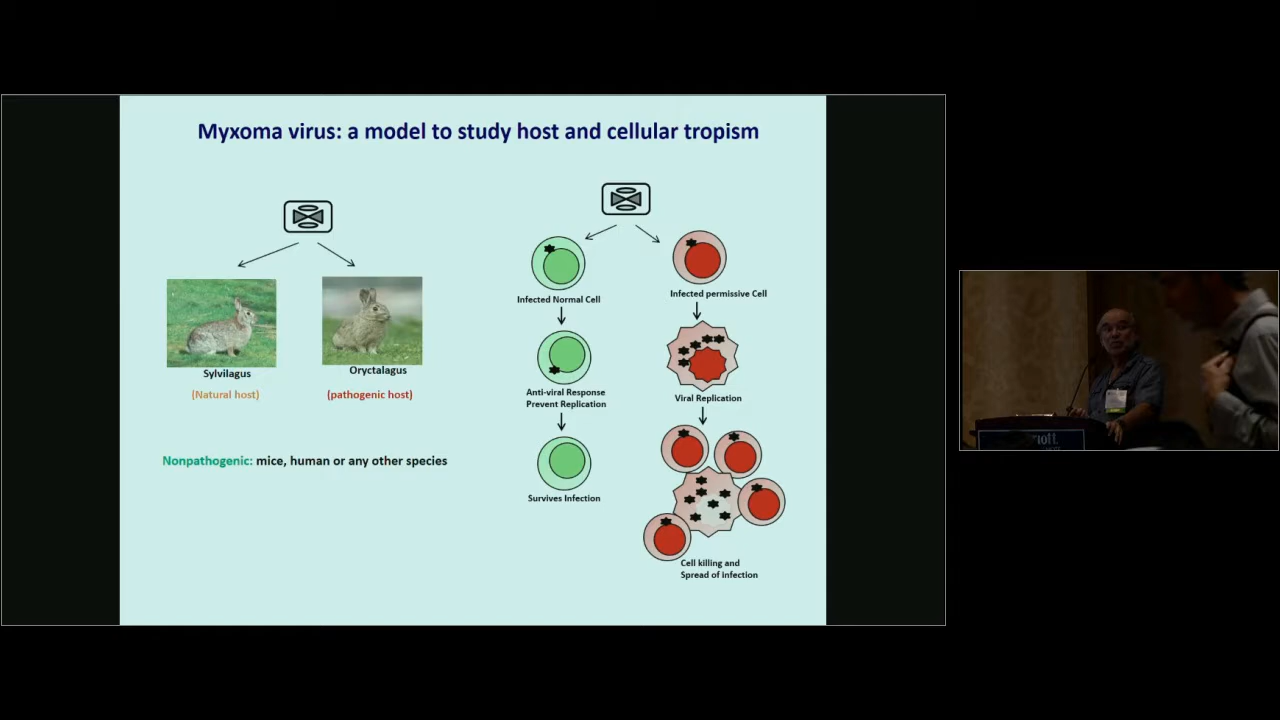 Myxoma virus: a model to study host and cellular tropism
Sylvilagus
(Natural host)
Oryctalagus
(pathogenic host)
Nonpathogenic: mice, human or any other species
Infected Normal Cell
Anti-viral Response
Prevent Replication
Survives Infection
Infected permissive Cell
Viral Replication
Cell killing and
Spread of infection